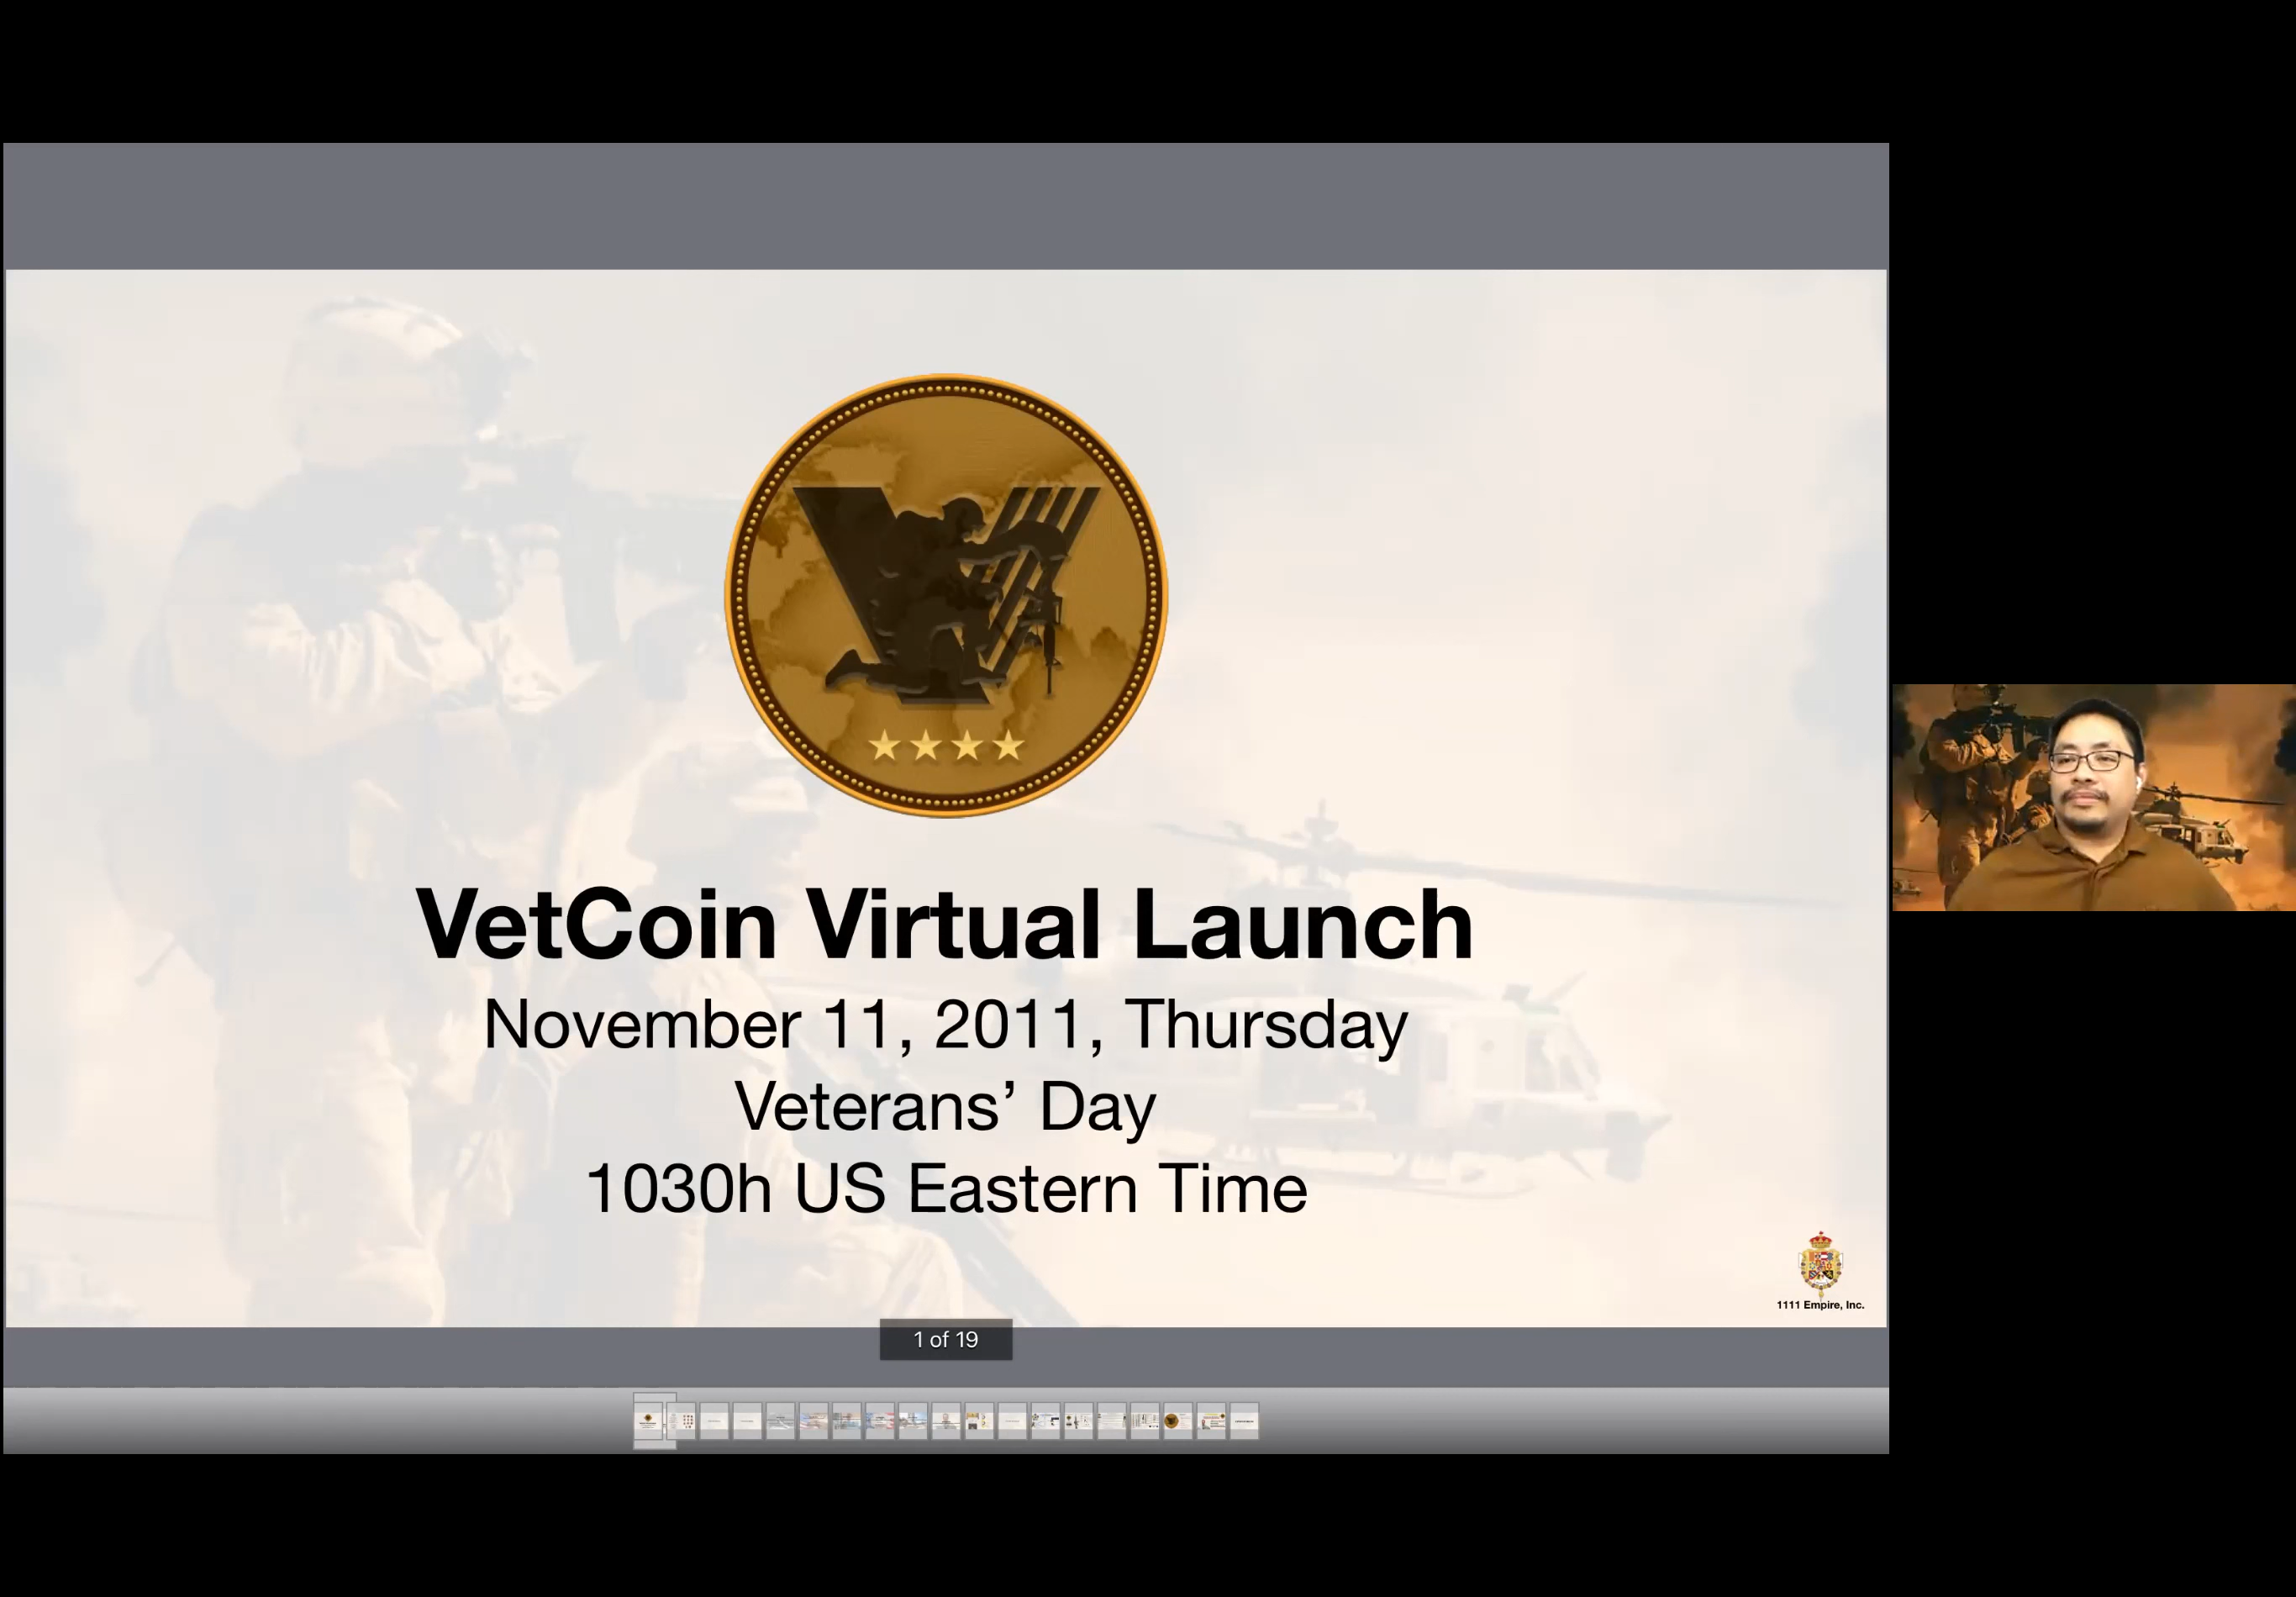 VetCoin Virtual Launch
November 11, 2011, Thursday
Veterans’ Day
1030h US Eastern Time
1111 Empire, Inc.
1 of 19